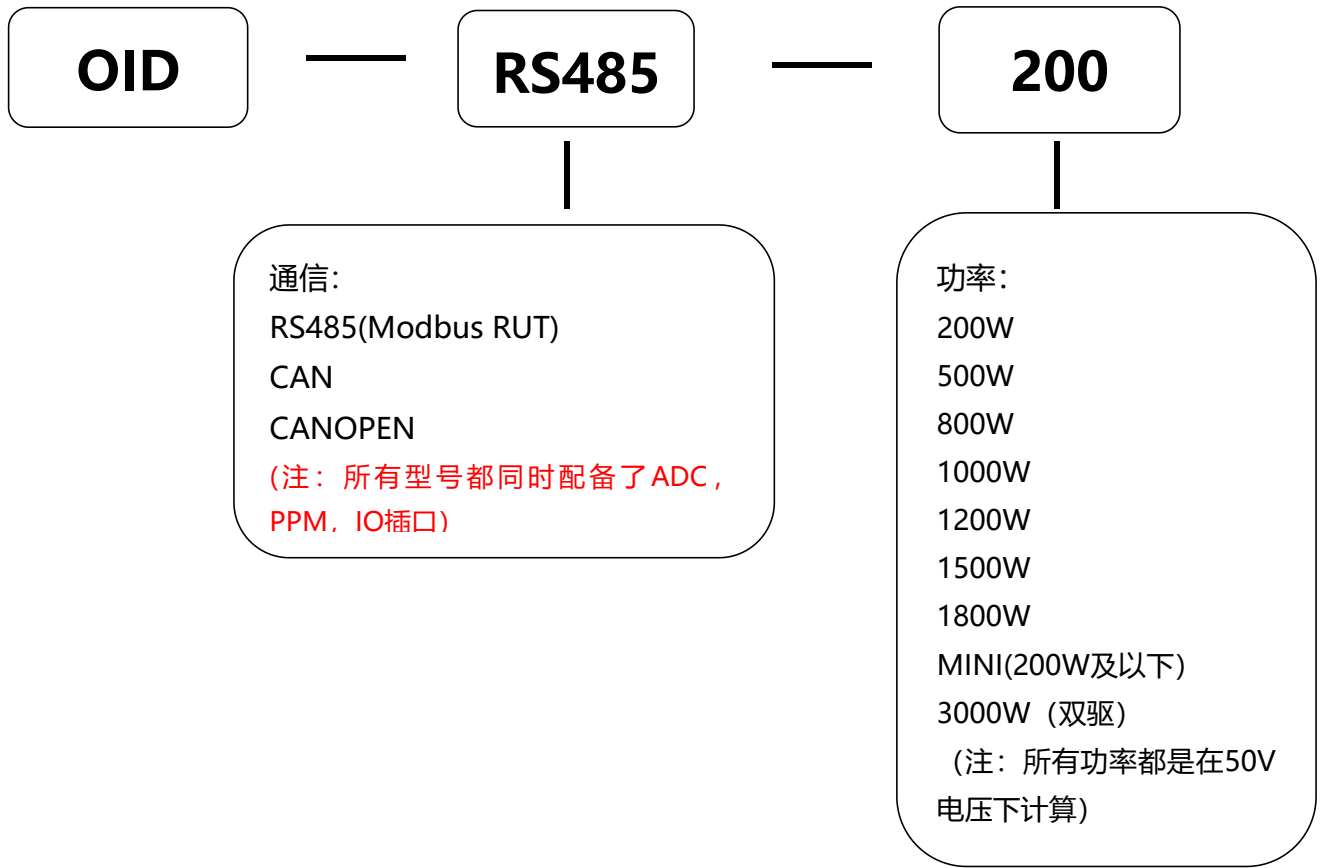 OID
RS485
200
通信：
RS485(Modbus RUT)
CAN
CANOPEN
(注：所有型号都同时配备了ADC，
PPM，IO插口)
功率：
200W
500W
800W
1000W
1200W
1500W
1800W
MINI(200W及以下)
3000W（双驱）
（注：所有功率都是在50V
电压下计算）